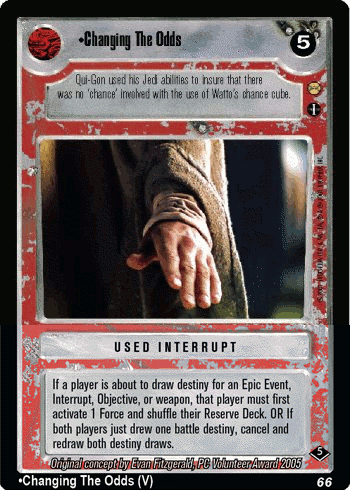 •Changing The Odds
5
Qui-Gon used his Jedi abilities to insure that there
was no 'chance' involved with the use of Watto's chance cube.
USED INTERRUPT
If a player is about to draw destiny for an Epic Event,
Interrupt, Objective, or weapon, that player must first
activate 1 Force and shuffle their Reserve Deck. OR If
both players just drew one battle destiny, cancel and
redraw both destiny draws.
5
Original concept by Evan Fitzgerald, PC Volunteer Award 2005
•Changing The Odds (V) 66